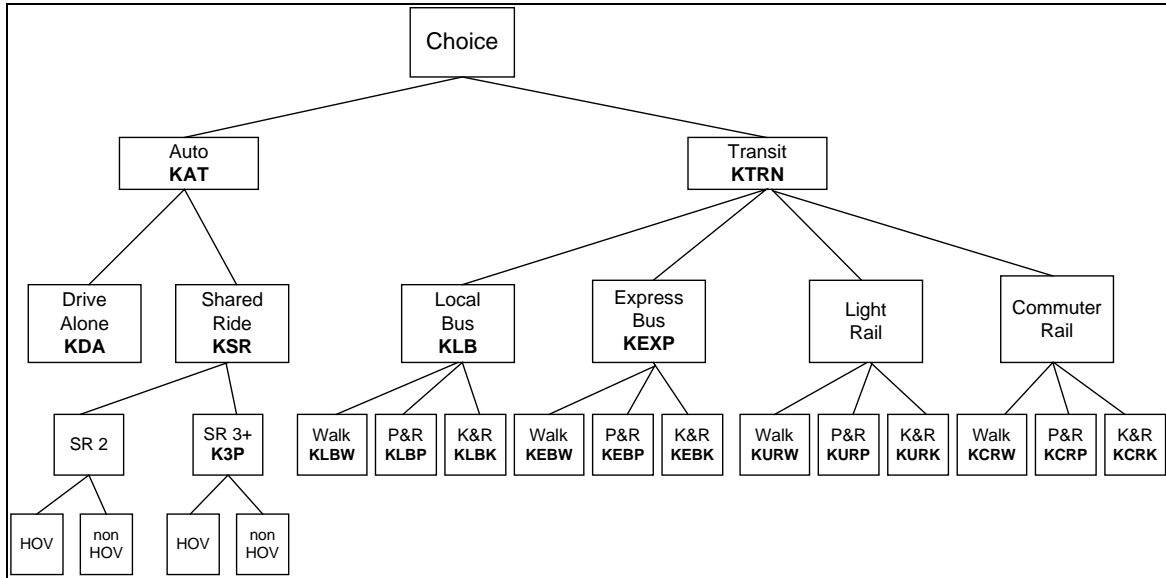 Choice
Auto
KAT
Transit
KTRN
Drive
Alone
KDA
Shared
Ride
KSR
Local
Bus
KLB
Express
Bus
KEXP
Light
Rail
Commuter
Rail
SR 2
SR 3+
K3P
Walk
KLBW
P&R
KLBP
K&R
KLBK
Walk
KEBW
P&R
KEBP
K&R
KEBK
Walk
KURW
P&R
KURP
K&R
KURK
Walk
KCRW
P&R
KCRP
K&R
KCRK
HOV
non
HOV
HOV
non
HOV